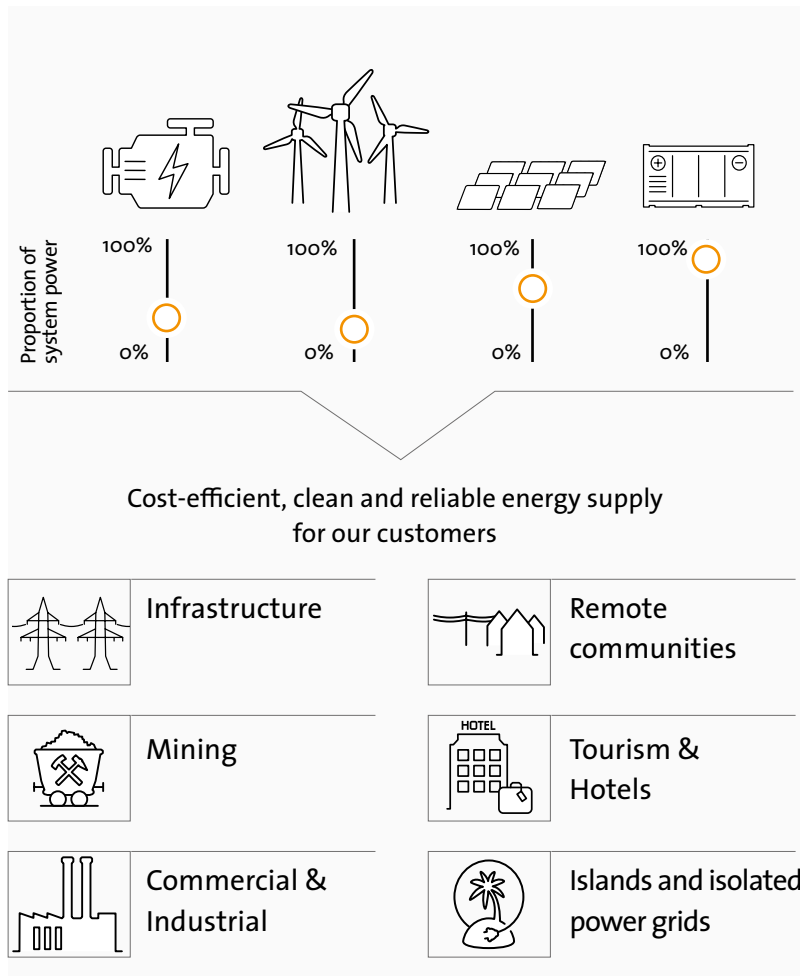 Proportion of
system power
100%
100%
100%
100%
0%
0%
0%
0%
Cost-efficient, clean and reliable energy supply
for our customers
Infrastructure
Remote
communities
Mining
HOTEL
Tourism &
Hotels
Commercial &
Industrial
Islands and isolated
power grids